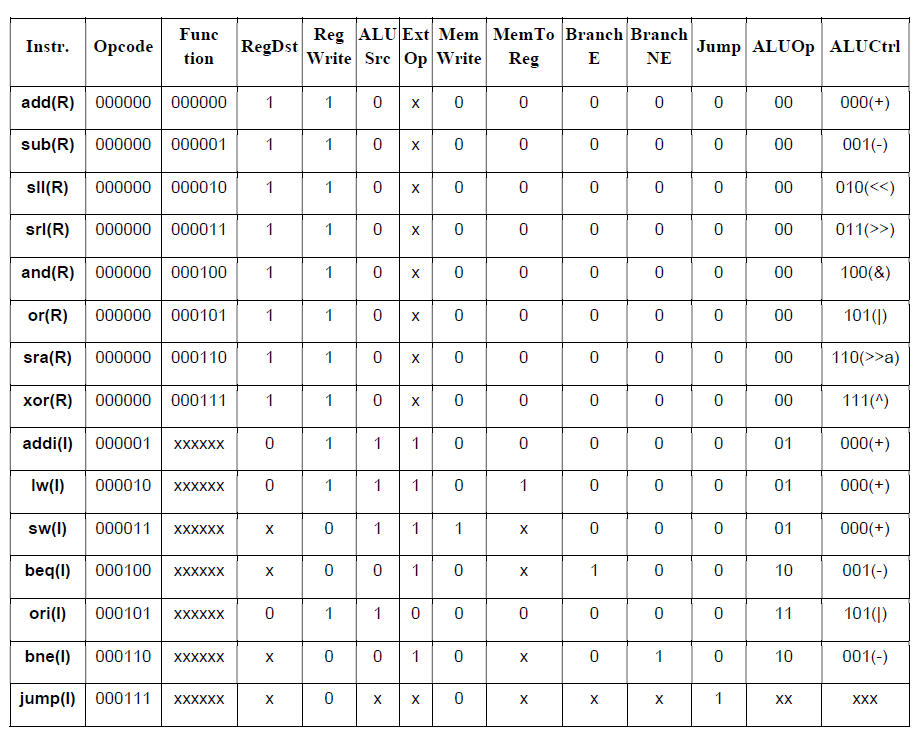 Instr. Opcode Func tion RegDst Reg Write ALU Src Ext Op Mem Write MemTo Reg Branch E Branch NE Jump ALUOp ALUCtrl
add(R) 000000 000000 1 1 0 x 0 0 0 0 0 00 000(+)
sub(R) 000000 000001 1 1 0 x 0 0 0 0 0 00 001(-)
sll(R) 000000 000010 1 1 0 x 0 0 0 0 0 00 010(<<)
srl(R) 000000 000011 1 1 0 x 0 0 0 0 0 00 011(>>)
and(R) 000000 000100 1 1 0 x 0 0 0 0 0 00 100(&)
or(R) 000000 000101 1 1 0 x 0 0 0 0 0 00 101(|)
sra(R) 000000 000110 1 1 0 x 0 0 0 0 0 00 110(>>a)
xor(R) 000000 000111 1 1 0 x 0 0 0 0 0 00 111(^)
addi(I) 000001 xxxxxx 0 1 1 1 0 0 0 0 0 01 000(+)
lw(I) 000010 xxxxxx 0 1 1 1 0 1 0 0 0 01 000(+)
sw(I) 000011 xxxxxx x 0 1 1 1 x 0 0 0 01 000(+)
beq(I) 000100 xxxxxx x 0 0 1 0 x 1 0 0 10 001(-)
ori(I) 000101 xxxxxx 0 1 1 0 0 0 0 0 0 11 101(|)
bne(I) 000110 xxxxxx x 0 0 1 0 x 0 1 0 10 001(-)
jump(I) 000111 xxxxxx x 0 x x 0 x x x 1 xx xxx